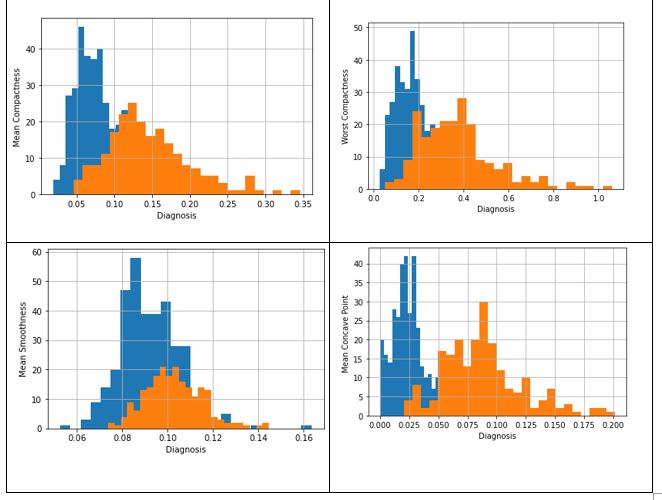 Mean Compactness
40
30
20
10
0
0.05 0.10 0.15 0.20 0.25 0.30 0.35
Diagnosis
Worst Compactness
50
40
30
20
10
0
0.0 0.2 0.4 0.6 0.8 1.0
Diagnosis
Mean Smoothness
60
50
40
30
20
10
0
0.06 0.08 0.10 0.12 0.14 0.16
Diagnosis
Mean Concave Point
40
35
30
25
20
15
10
5
0
0.000 0.025 0.050 0.075 0.100 0.125 0.150 0.175 0.200
Diagnosis